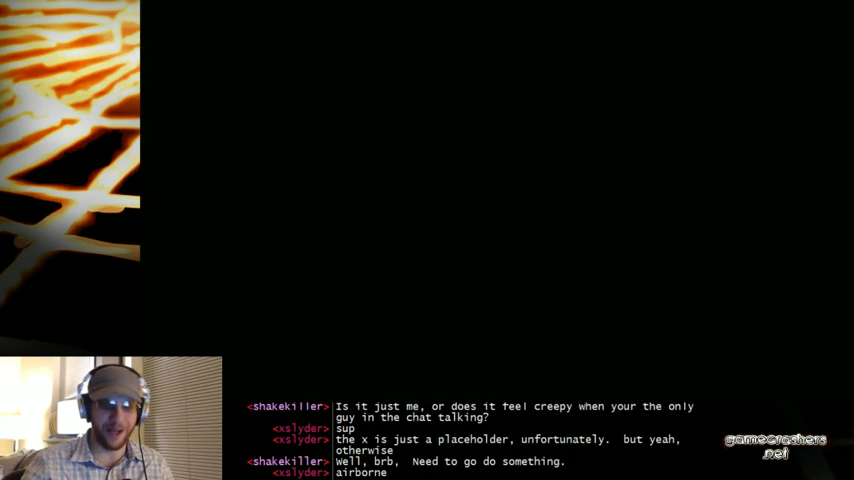 <shakekiller> Is it just me, or does it feel creepy when your the only
guy in the chat talking?
<xslyder> sup
<xslyder> the x is just a placeholder, unfortunately. but yeah,
otherwise
<shakekiller> Well, brb, Need to go do something.
<xslyder> airborne
gamecrashers
.net